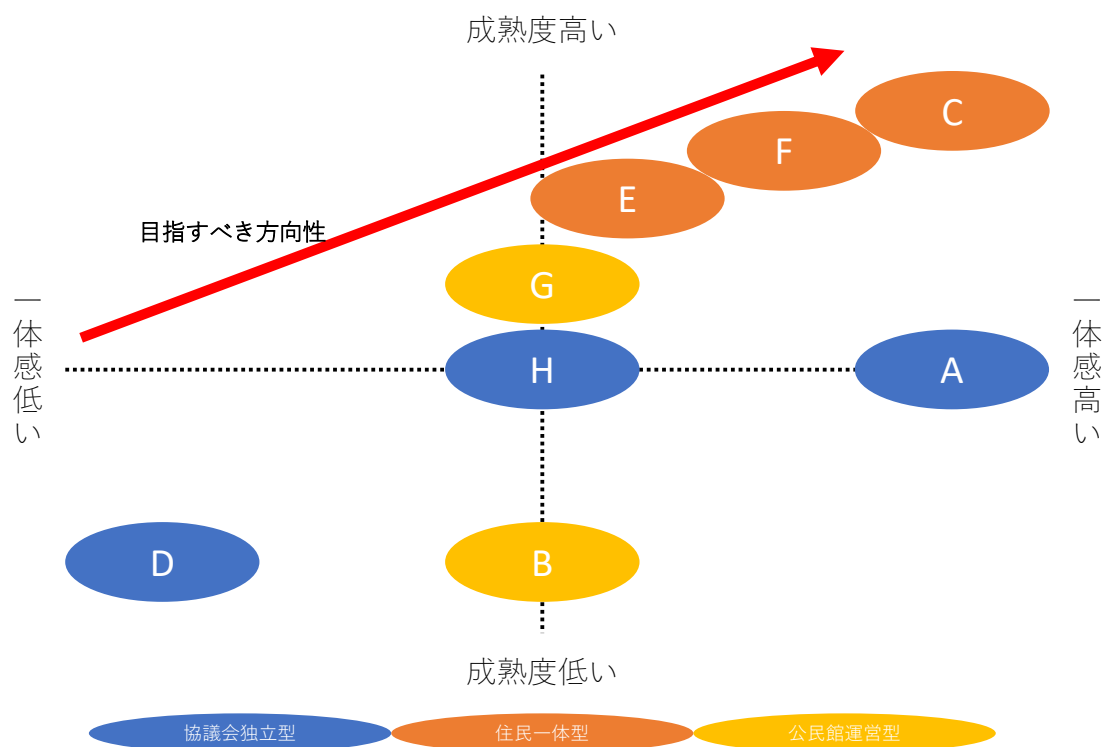 成熟度高い
C
F
E
目指すべき方向性
G
一体感低い
H
A
一体感高い
D
B
成熟度低い
協議会独立型
住民一体型
公民館運営型